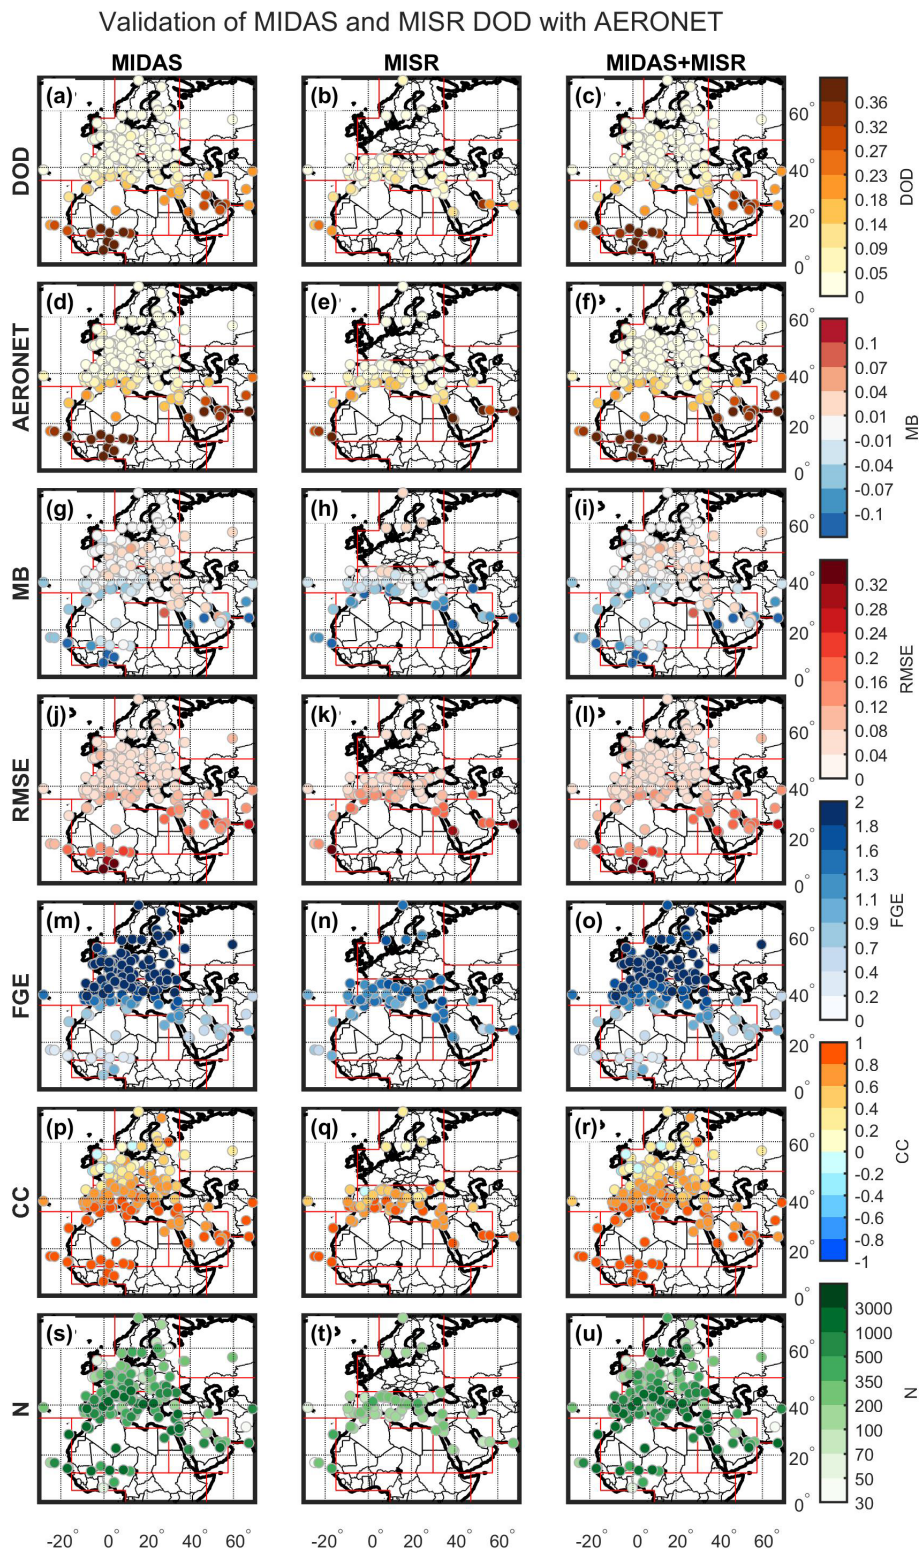 Validation of MIDAS and MISR DOD with AERONET
MIDAS MISR MIDAS+MISR
DOD
(a) (b) (c)
60° 40° 20° 0°
0.36
0.32
0.27
0.23
0.18
0.14
0.09
0.05
0
DOD
AERONET
(d) (e) (f)
60° 40° 20° 0°
0.1
0.07
0.04
0.01
-0.01
-0.04
-0.07
-0.1
MB
MB
(g) (h) (i)
60° 40° 20° 0°
0.32
0.28
0.24
0.2
0.16
0.12
0.08
0.04
0
RMSE
RMSE
(j) (k) (l)
60° 40° 20° 0°
2
1.8
1.6
1.3
1.1
0.9
0.7
0.4
0.2
0
FGE
FGE
(m) (n) (o)
60° 40° 20° 0°
1
0.8
0.6
0.4
0.2
0
-0.2
-0.4
-0.6
-0.8
-1
CC
CC
(p) (q) (r)
60° 40° 20° 0°
3000
1000
500
350
200
100
70
50
30
N
N
(s) (t) (u)
60° 40° 20° 0°
-20° 0° 20° 40° 60° -20° 0° 20° 40° 60° -20° 0° 20° 40° 60°